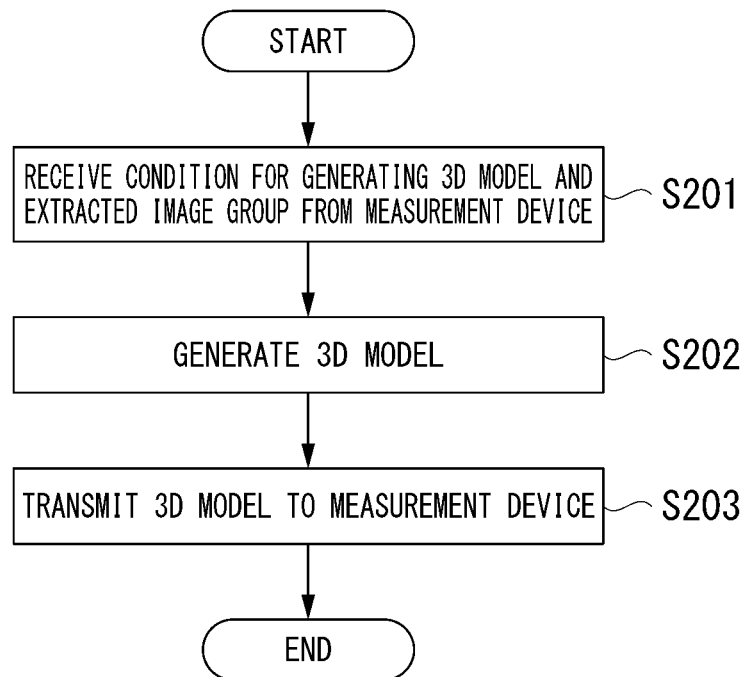 START
RECEIVE CONDITION FOR GENERATING 3D MODEL AND
EXTRACTED IMAGE GROUP FROM MEASUREMENT DEVICE
S201
GENERATE 3D MODEL
S202
TRANSMIT 3D MODEL TO MEASUREMENT DEVICE
S203
END